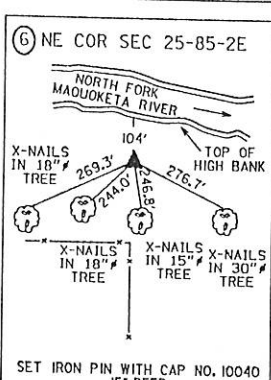 6 NE COR SEC 25-85-2E
NORTH FORK
MAQUOKETA RIVER
TOP OF
HIGH BANK
104'
X-NAILS
IN 18"ø
TREE
269.3'
244.0'
246.8'
276.7'
X-NAILS
IN 18"ø
TREE
X-NAILS
IN 15"ø
TREE
X-NAILS
IN 30"ø
TREE
SET IRON PIN WITH CAP NO. 10040